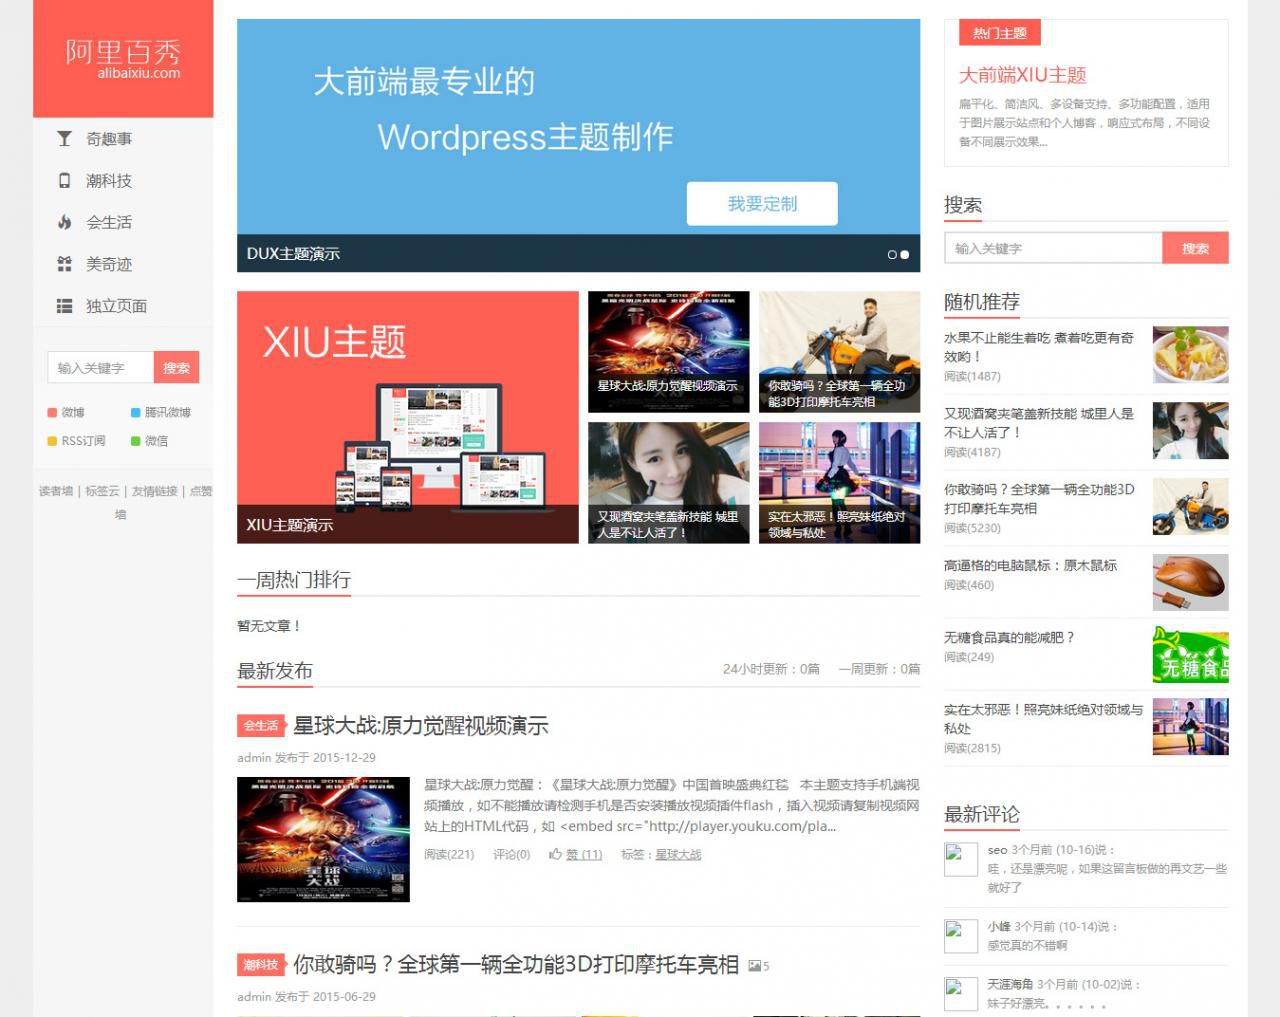 阿里百秀
alibaixiu.com
奇趣事
潮科技
会生活
美奇迹
独立页面
输入关键字
搜索
微博
腾讯微博
RSS订阅
微信
读者墙 | 标签云 | 友情链接 | 点赞
墙
大前端最专业的
Wordpress主题制作
我要定制
DUX主题演示
XIU主题
XIU主题演示
星球大战:原力觉醒视频演示
你敢骑吗？全球第一辆全功
能3D打印摩托车亮相
又现酒窝夹笔盖新技能 城里
人是不让人活了！
实在太邪恶！照亮妹纸绝对
领域与私处
一周热门排行
暂无文章！
最新发布
24小时更新：0篇 一周更新：0篇
会生活
星球大战:原力觉醒视频演示
admin 发布于 2015-12-29
星球大战:原力觉醒：《星球大战:原力觉醒》中国首映盛典红毯 本主题支持手机端视
频播放，如不能播放请检测手机是否安装播放视频插件flash，插入视频请复制视频网
站上的HTML代码，如 <embed src="http://player.youku.com/pla...
阅读(221) 评论(0) 赞 (11) 标签：星球大战
星球
大战
潮科技
你敢骑吗？全球第一辆全功能3D打印摩托车亮相
5
admin 发布于 2015-06-29
热门主题
大前端XIU主题
扁平化、简洁风、多设备支持、多功能配置，适用
于图片展示站点和个人博客，响应式布局，不同设
备不同展示效果...
搜索
输入关键字
搜索
随机推荐
水果不止能生着吃 煮着吃更有奇
效哟！
阅读(1487)
又现酒窝夹笔盖新技能 城里人是
不让人活了！
阅读(4187)
你敢骑吗？全球第一辆全功能3D
打印摩托车亮相
阅读(5230)
高逼格的电脑鼠标：原木鼠标
阅读(460)
无糖食品真的能减肥？
阅读(249)
无糖食品
实在太邪恶！照亮妹纸绝对领域与
私处
阅读(2815)
最新评论
seo 3个月前 (10-16)说：
哇，还是漂亮呢，如果这留言板做的再文艺一些
就好了
小峰 3个月前 (10-14)说：
感觉真的不错啊
天涯海角 3个月前 (10-02)说：
妹子好漂亮。。。。。。